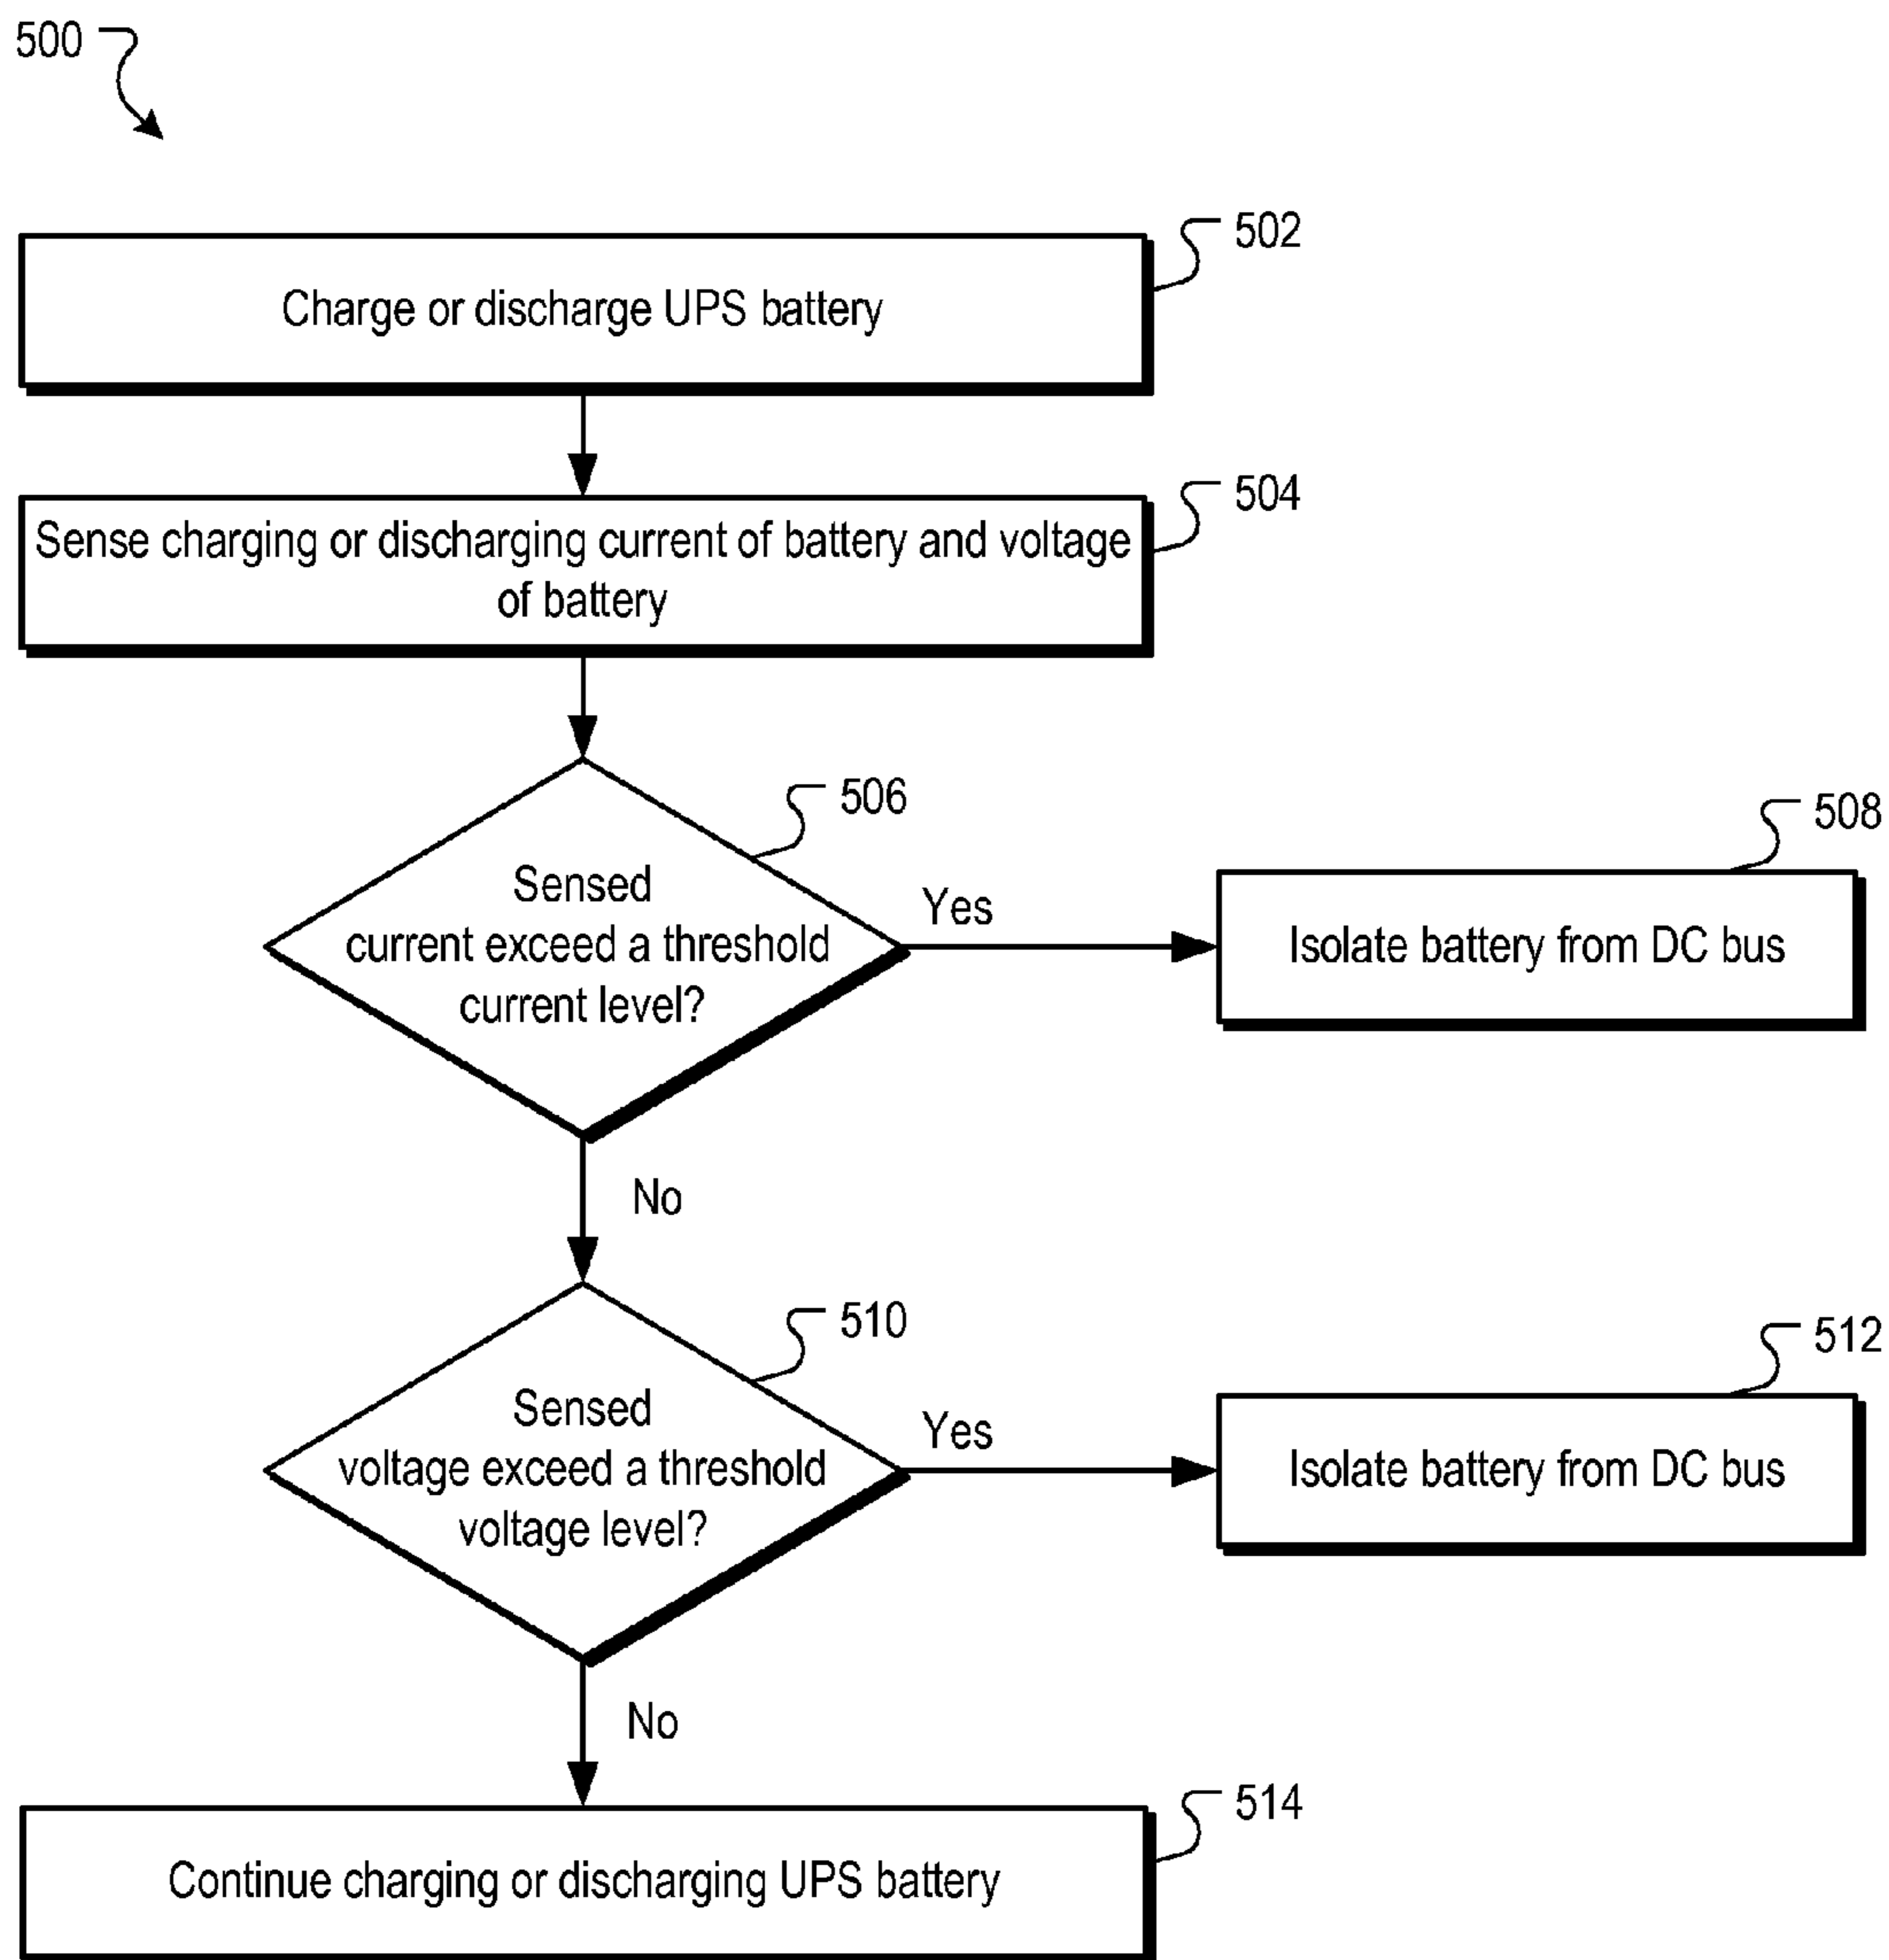 500
502
Charge or discharge UPS battery
504
Sense charging or discharging current of battery and voltage
of battery
506
Sensed
current exceed a threshold
current level?
Yes
508
Isolate battery from DC bus
No
510
Sensed
voltage exceed a threshold
voltage level?
Yes
512
Isolate battery from DC bus
No
514
Continue charging or discharging UPS battery